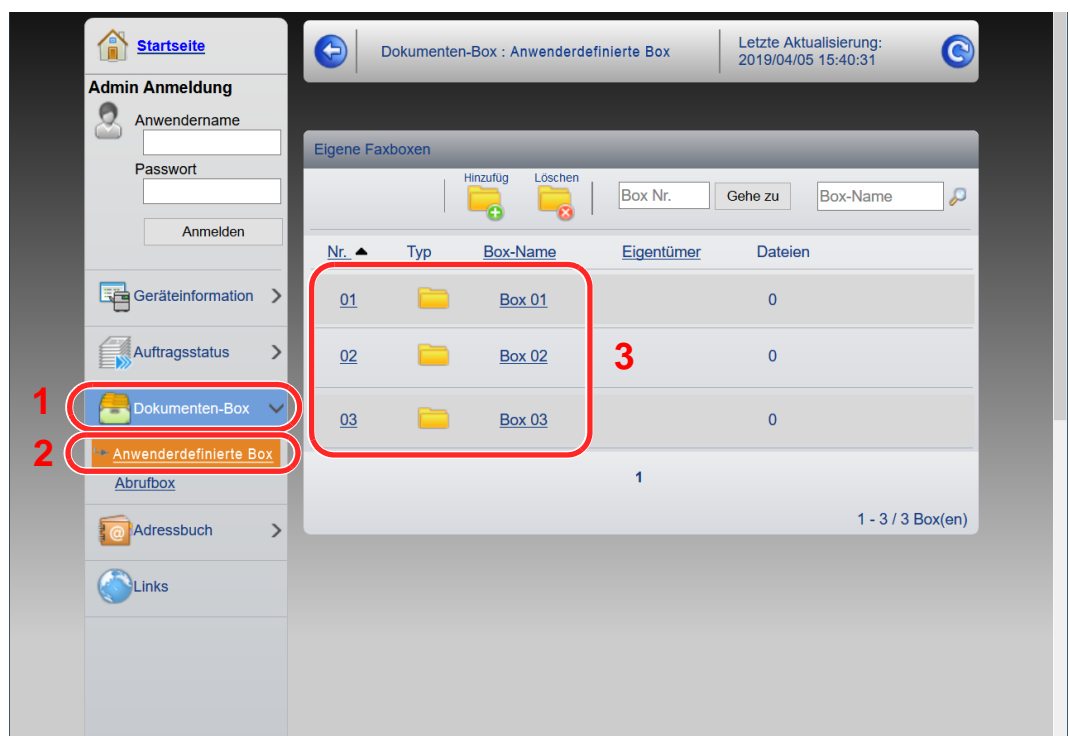 Startseite
Admin Anmeldung
Anwendername
Passwort
Anmelden
Geräteinformation
Auftragsstatus
1
Dokumenten-Box
2
Anwenderdefinierte Box
Abrufbox
Adressbuch
Links
Dokumenten-Box : Anwenderdefinierte Box
Letzte Aktualisierung:
2019/04/05 15:40:31
Eigene Faxboxen
Hinzufüg Löschen
Box Nr. Gehe zu Box-Name
Nr. Typ Box-Name Eigentümer Dateien
01 Box 01 0
02 Box 02 3 0
03 Box 03 0
1
1 - 3 / 3 Box(en)